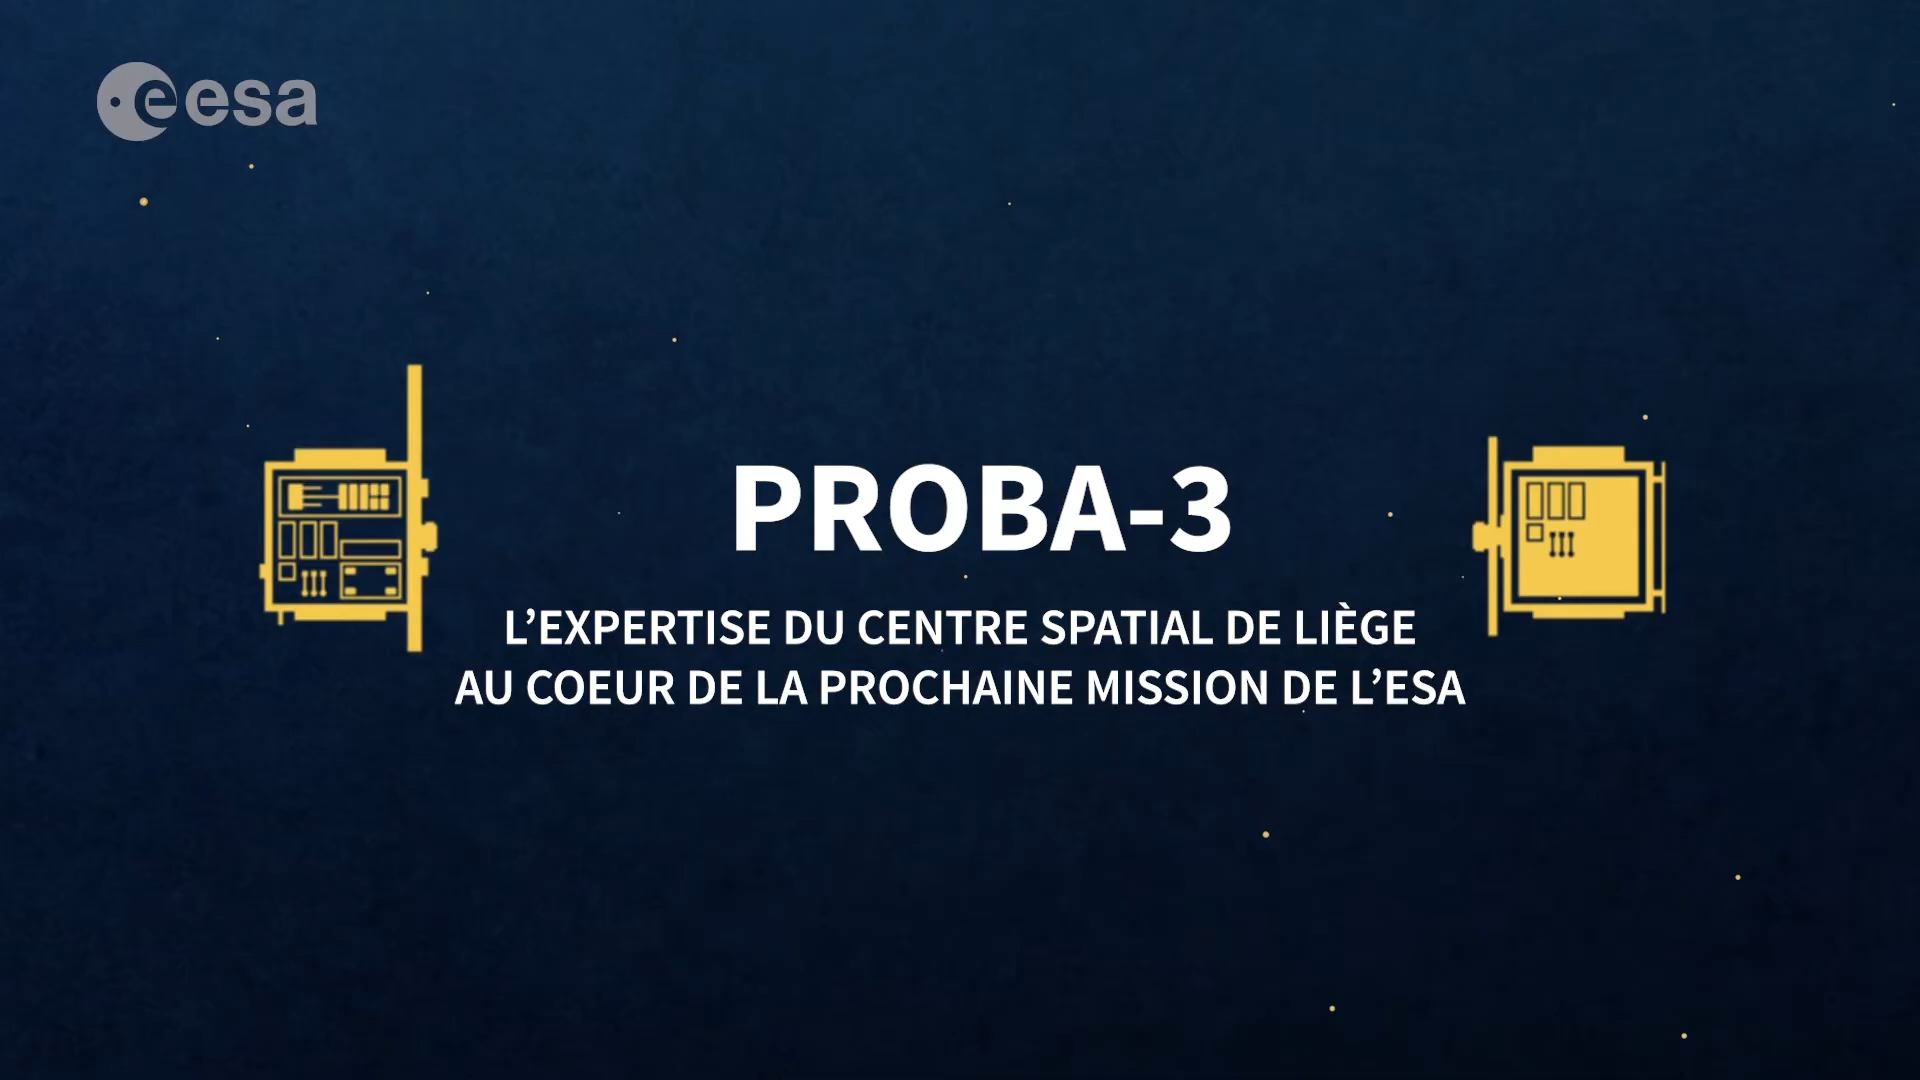 esa
PROBA-3
L’EXPERTISE DU CENTRE SPATIAL DE LIÈGE
AU COEUR DE LA PROCHAINE MISSION DE L’ESA